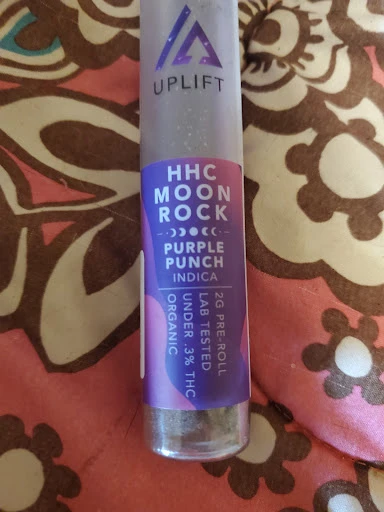 UPLIFT
HHC
MOON
ROCK
PURPLE
PUNCH
INDICA
2G PRE-ROLL
LAB TESTED
UNDER .3% THC
ORGANIC